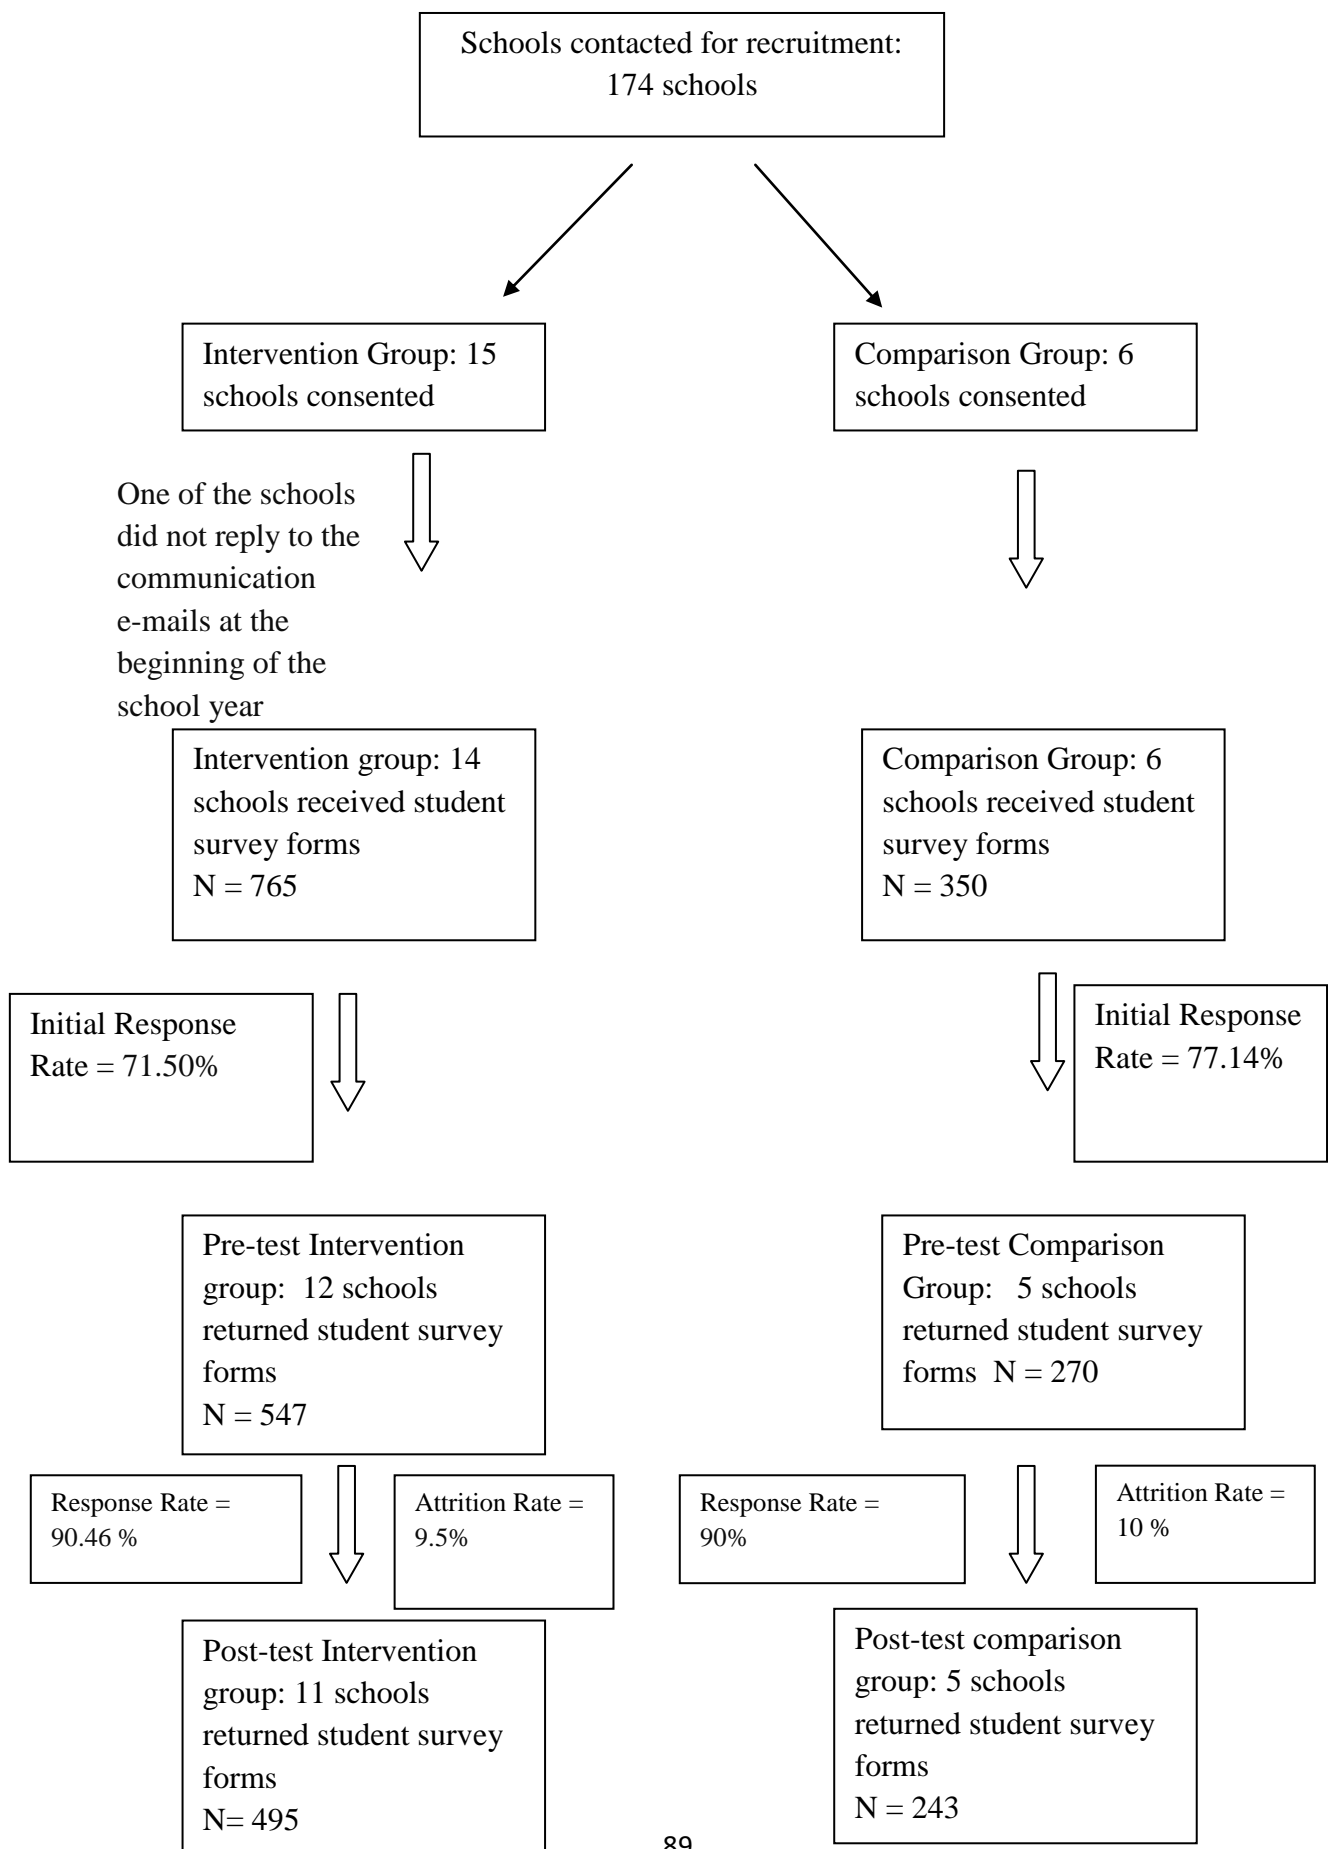 Schools contacted for recruitment:
174 schools
Intervention Group: 15
schools consented
Comparison Group: 6
schools consented
One of the schools
did not reply to the
communication
e-mails at the
beginning of the
school year
Intervention group: 14
schools received student
survey forms
N = 765
Comparison Group: 6
schools received student
survey forms
N = 350
Initial Response
Rate = 71.50%
Initial Response
Rate = 77.14%
Pre-test Intervention
group: 12 schools
returned student survey
forms
N = 547
Pre-test Comparison
Group: 5 schools
returned student survey
forms N = 270
Response Rate =
90.46 %
Attrition Rate =
9.5%
Response Rate =
90%
Attrition Rate =
10 %
Post-test Intervention
group: 11 schools
returned student survey
forms
N= 495
Post-test comparison
group: 5 schools
returned student survey
forms
N = 243
89